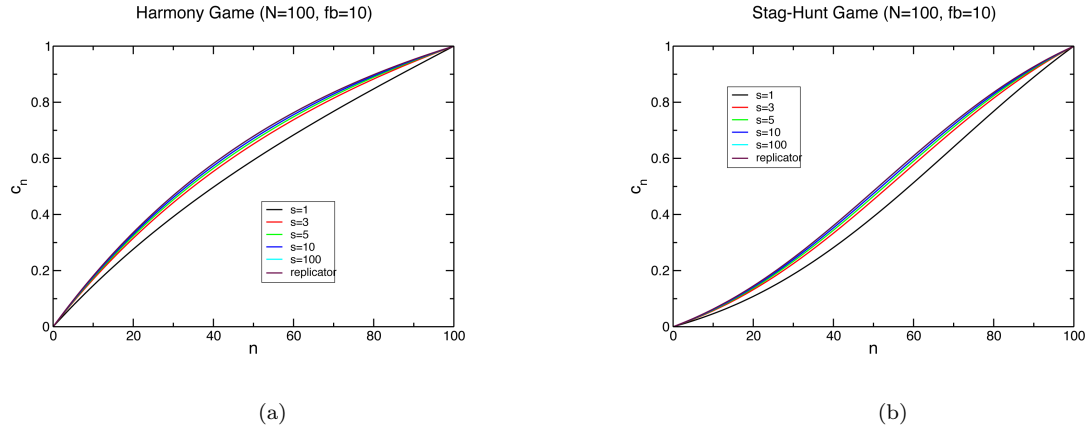 Harmony Game (N=100, fb=10)
1
0.8
0.6
0.4
0.2
0
c_n
s=1
s=3
s=5
s=10
s=100
replicator
0 20 40 60 80 100
n
(a)
Stag-Hunt Game (N=100, fb=10)
1
0.8
0.6
0.4
0.2
0
c_n
s=1
s=3
s=5
s=10
s=100
replicator
0 20 40 60 80 100
n
(b)